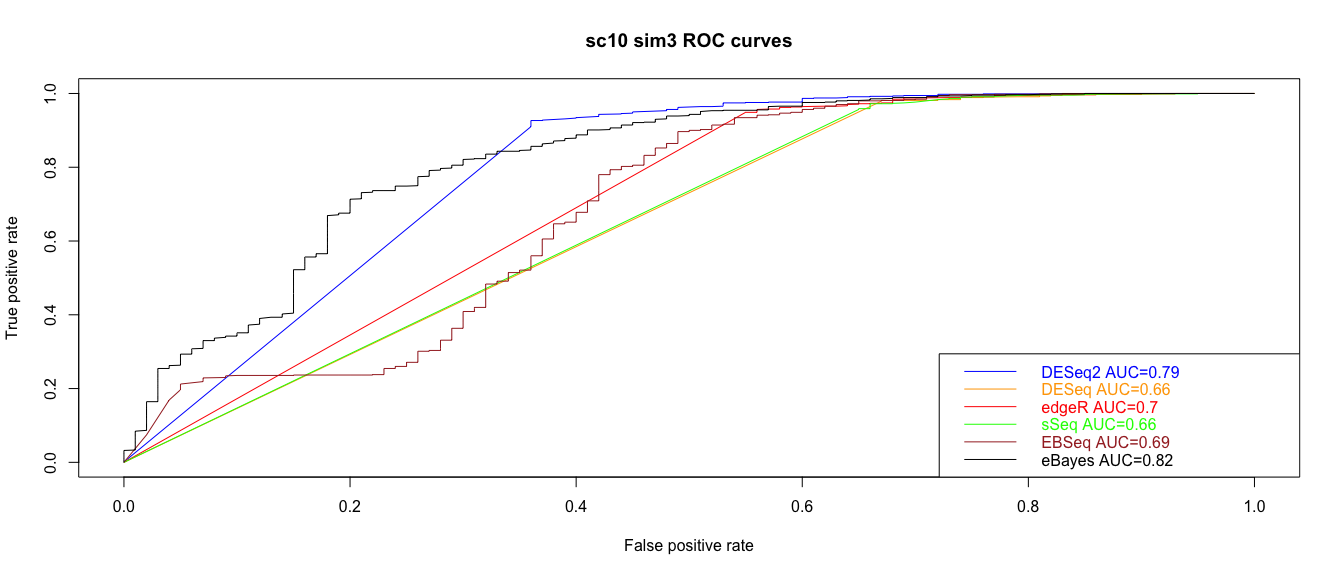 sc10 sim3 ROC curves
True positive rate
1.0
0.8
0.6
0.4
0.2
0.0
0.0 0.2 0.4 0.6 0.8 1.0
False positive rate
DESeq2 AUC=0.79
DESeq AUC=0.66
edgeR AUC=0.7
sSeq AUC=0.66
EBSeq AUC=0.69
eBayes AUC=0.82